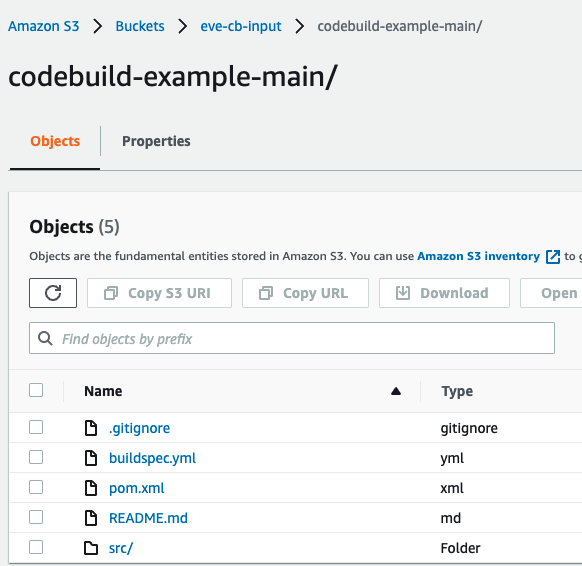 Amazon S3 > Buckets > eve-cb-input > codebuild-example-main/
codebuild-example-main/
Objects Properties
Objects (5)
Objects are the fundamental entities stored in Amazon S3. You can use Amazon S3 inventory to
Copy S3 URI Copy URL Download Open
Find objects by prefix
Name Type
.gitignore gitignore
buildspec.yml yml
pom.xml xml
README.md md
src/ Folder